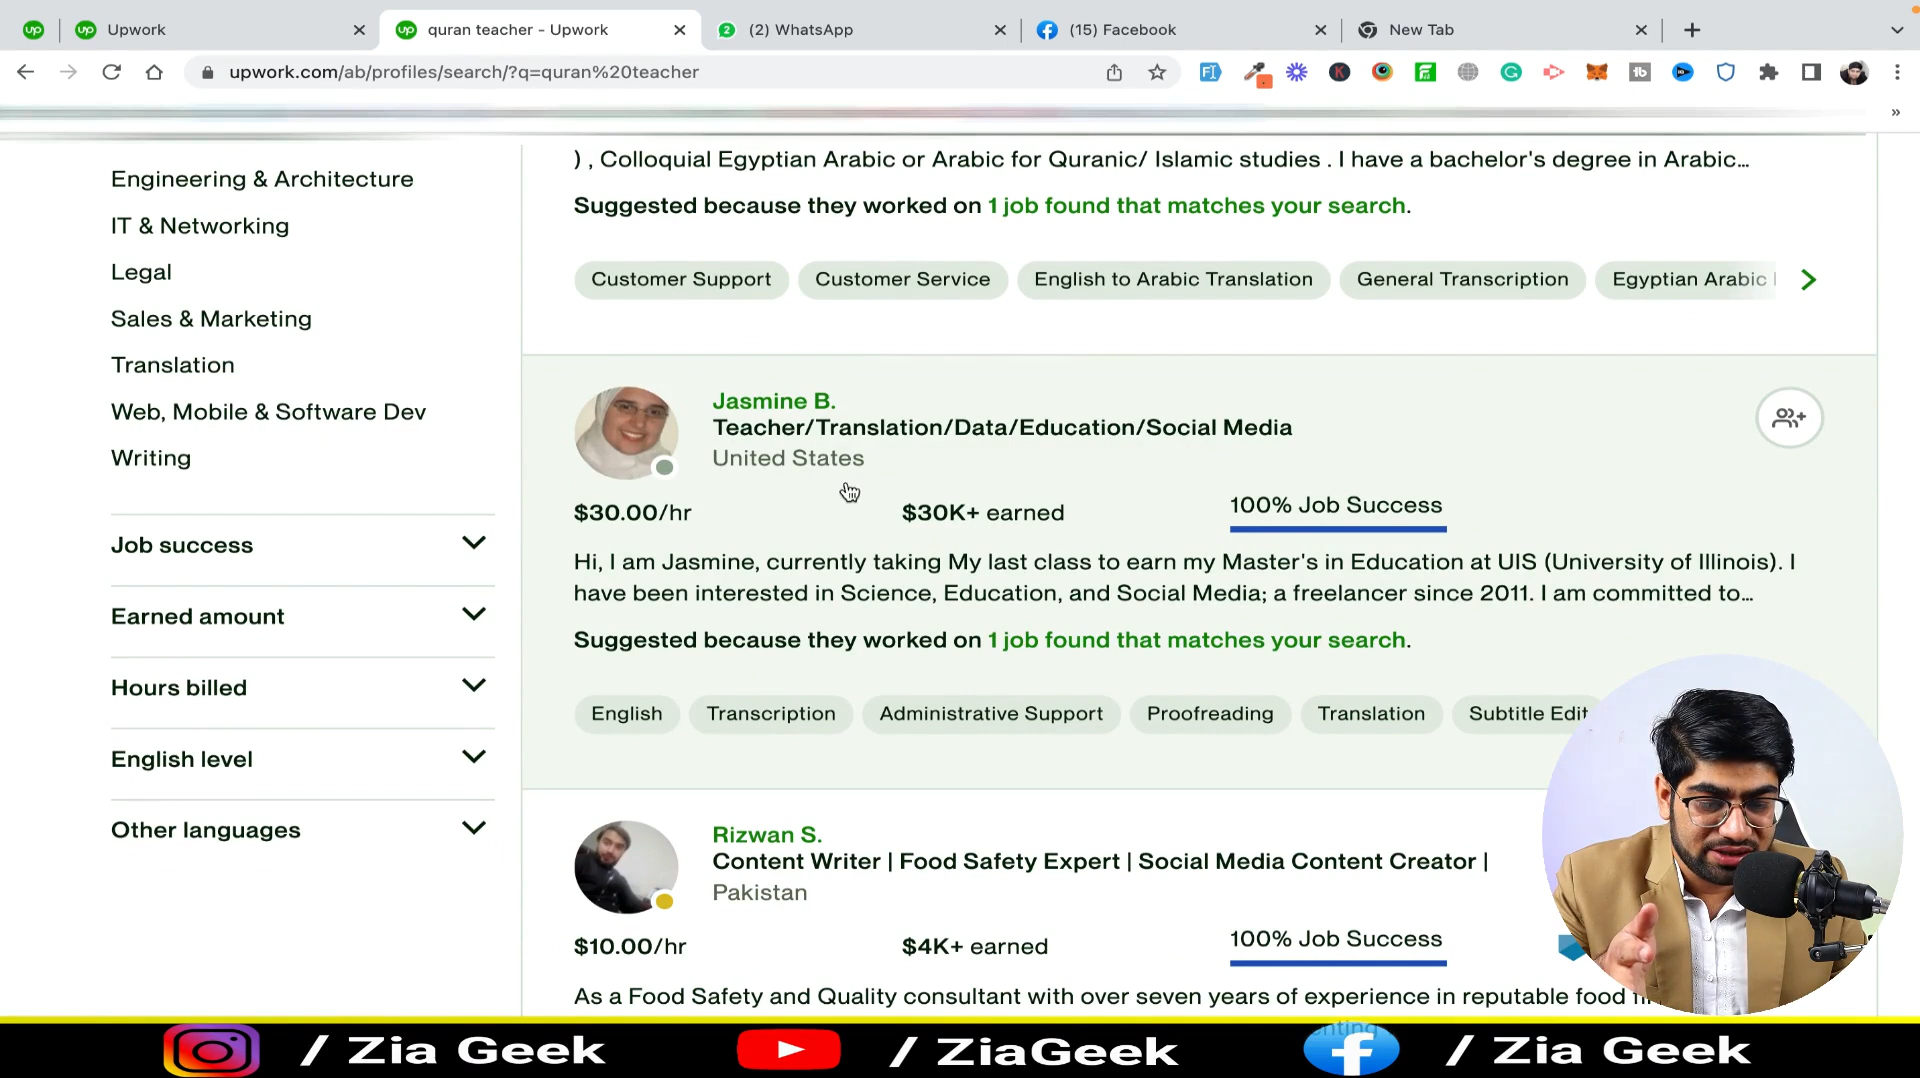 Upwork
quran teacher - Upwork
(2) WhatsApp
(15) Facebook
New Tab
upwork.com/ab/profiles/search/?q=quran%20teacher
Engineering & Architecture
IT & Networking
Legal
Sales & Marketing
Translation
Web, Mobile & Software Dev
Writing
Job success
Earned amount
Hours billed
English level
Other languages
) , Colloquial Egyptian Arabic or Arabic for Quranic/ Islamic studies . I have a bachelor's degree in Arabic...
Suggested because they worked on 1 job found that matches your search.
Customer Support Customer Service English to Arabic Translation General Transcription Egyptian Arabic
Jasmine B.
Teacher/Translation/Data/Education/Social Media
United States
$30.00/hr $30K+ earned 100% Job Success
Hi, I am Jasmine, currently taking My last class to earn my Master's in Education at UIS (University of Illinois). I
have been interested in Science, Education, and Social Media; a freelancer since 2011. I am committed to...
Suggested because they worked on 1 job found that matches your search.
English Transcription Administrative Support Proofreading Translation Subtitle Edit
Rizwan S.
Content Writer | Food Safety Expert | Social Media Content Creator |
Pakistan
$10.00/hr $4K+ earned 100% Job Success
As a Food Safety and Quality consultant with over seven years of experience in reputable food
/ Zia Geek
/ ZiaGeek
/ Zia Geek